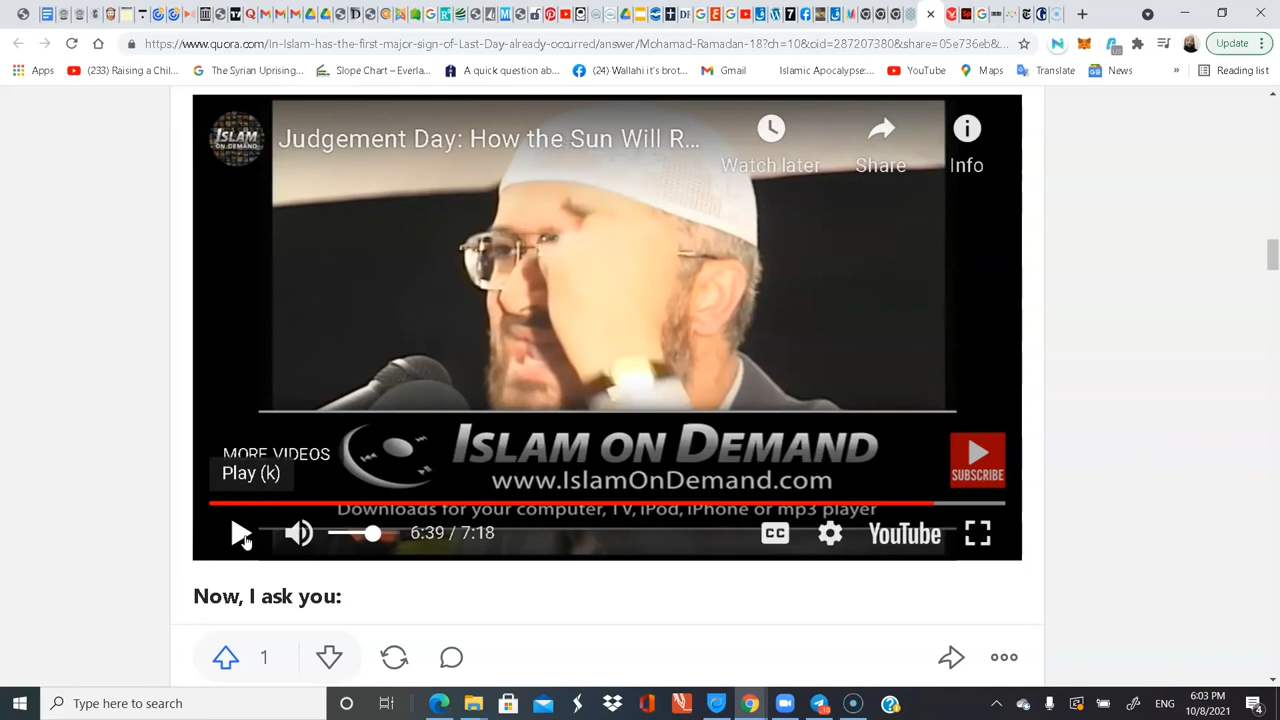 https://www.quora.com/In-Islam-has-the-first-major-sign-of-Last-Day-already-occurred/answer/Mohamed-Ramadan-18?ch=10&oid=287207380&share=05e736eb&...
Update
Apps
(233) Raising a Chil...
The Syrian Uprising...
Slope Chart – Everla...
A quick question ab...
(24) Wallahi it's brot...
Gmail
Islamic Apocalypse:...
YouTube
Maps
Translate
News
»
Reading list
ISLAM
ON DEMAND
Judgement Day: How the Sun Will R...
Watch later
Share
Info
MORE VIDEOS
ISLAM ON DEMAND
www.IslamOnDemand.com
SUBSCRIBE
Play (k)
Downloads for your computer, TV, iPod, iPhone or mp3 player
6:39 / 7:18
CC
YouTube
Now, I ask you:
1
Type here to search
ENG
6:03 PM
10/8/2021
4